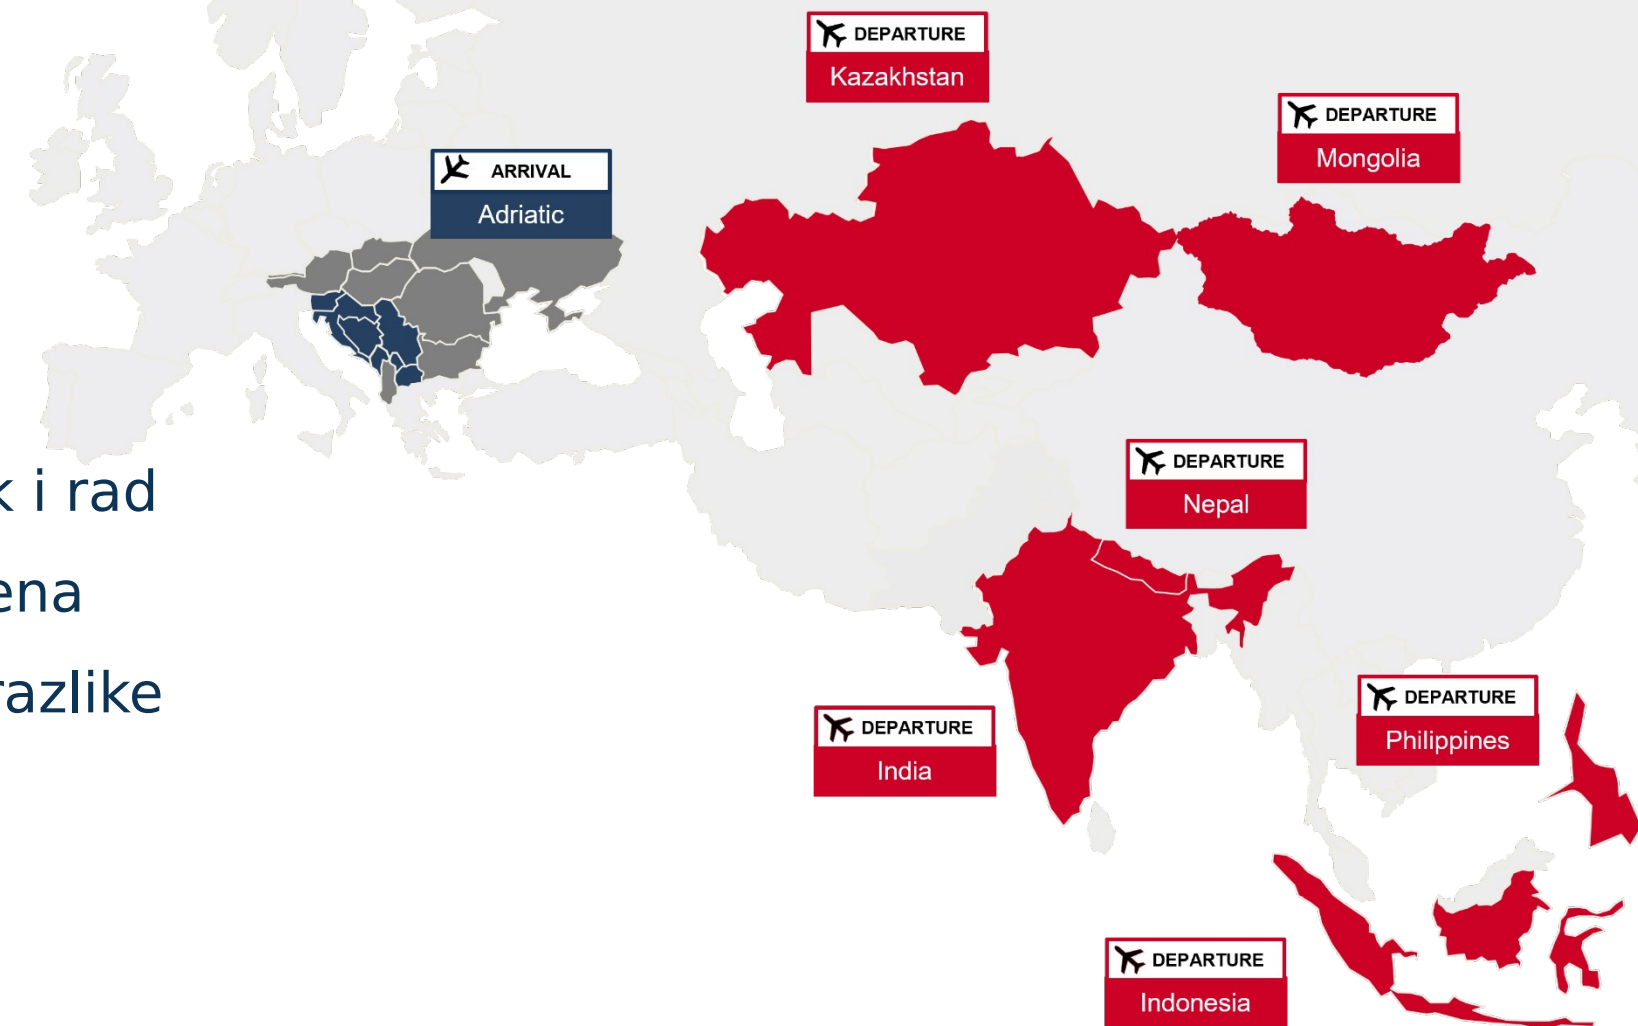 DEPARTURE
Kazakhstan
DEPARTURE
Mongolia
ARRIVAL
Adriatic
DEPARTURE
Nepal
k i rad
ena
razlike
DEPARTURE
Philippines
DEPARTURE
India
DEPARTURE
Indonesia